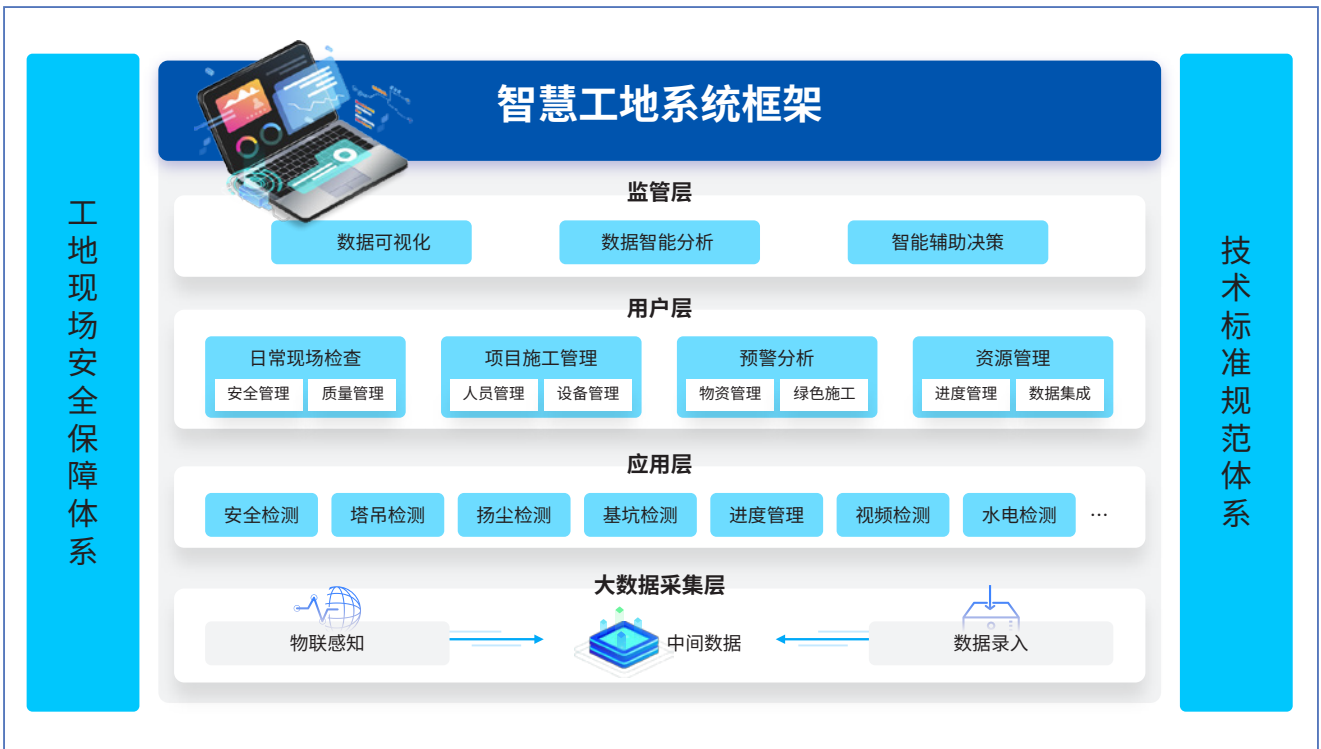 智慧工地系统框架
工地现场安全保障体系
技术标准规范体系
监管层
数据可视化
数据智能分析
智能辅助决策
用户层
日常现场检查
安全管理
质量管理
项目施工管理
人员管理
设备管理
预警分析
物资管理
绿色施工
资源管理
进度管理
数据集成
应用层
安全检测
塔吊检测
扬尘检测
基坑检测
进度管理
视频检测
水电检测
…
大数据采集层
物联感知
中间数据
数据录入